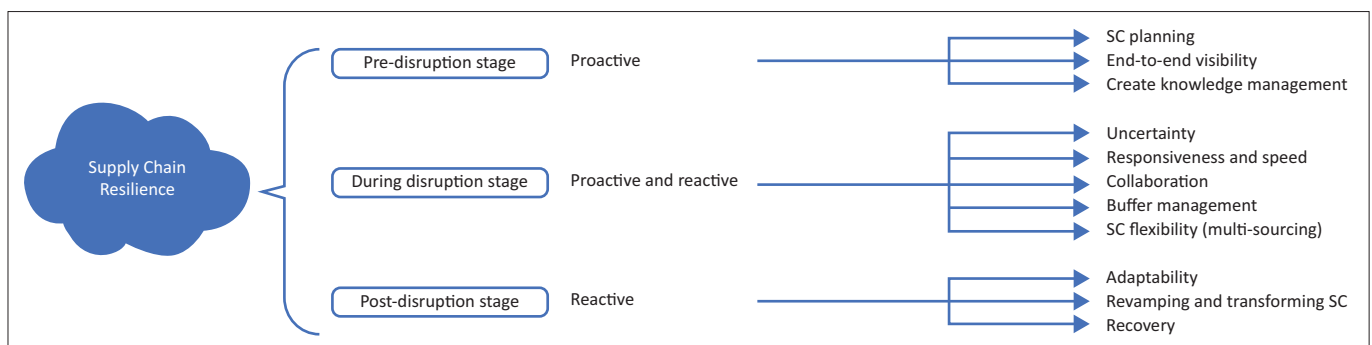 Supply Chain
Resilience
Pre-disruption stage
Proactive
SC planning
End-to-end visibility
Create knowledge management
During disruption stage
Proactive and reactive
Uncertainty
Responsiveness and speed
Collaboration
Buffer management
SC flexibility (multi-sourcing)
Post-disruption stage
Reactive
Adaptability
Revamping and transforming SC
Recovery